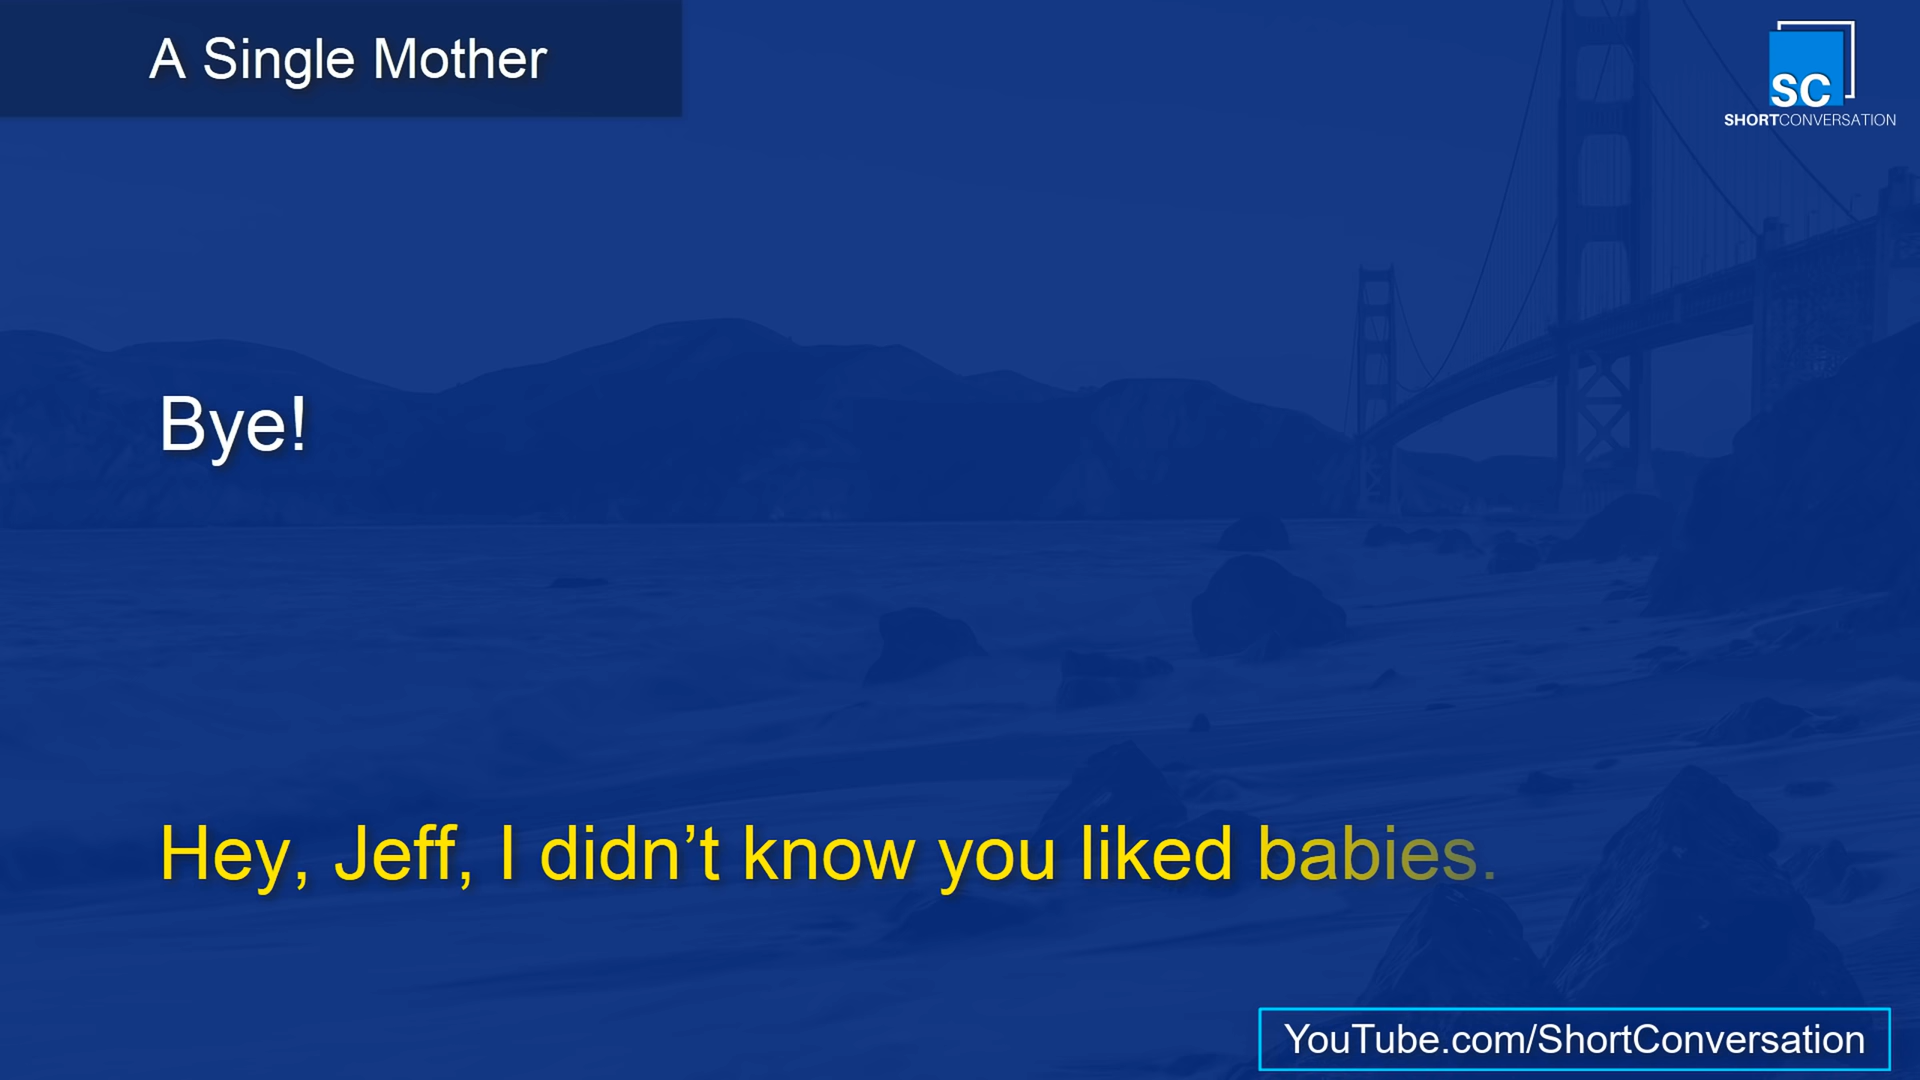 A Single Mother
SC
SHORTCONVERSATION
Bye!
Hey, Jeff, I didn’t know you liked babies.
YouTube.com/ShortConversation